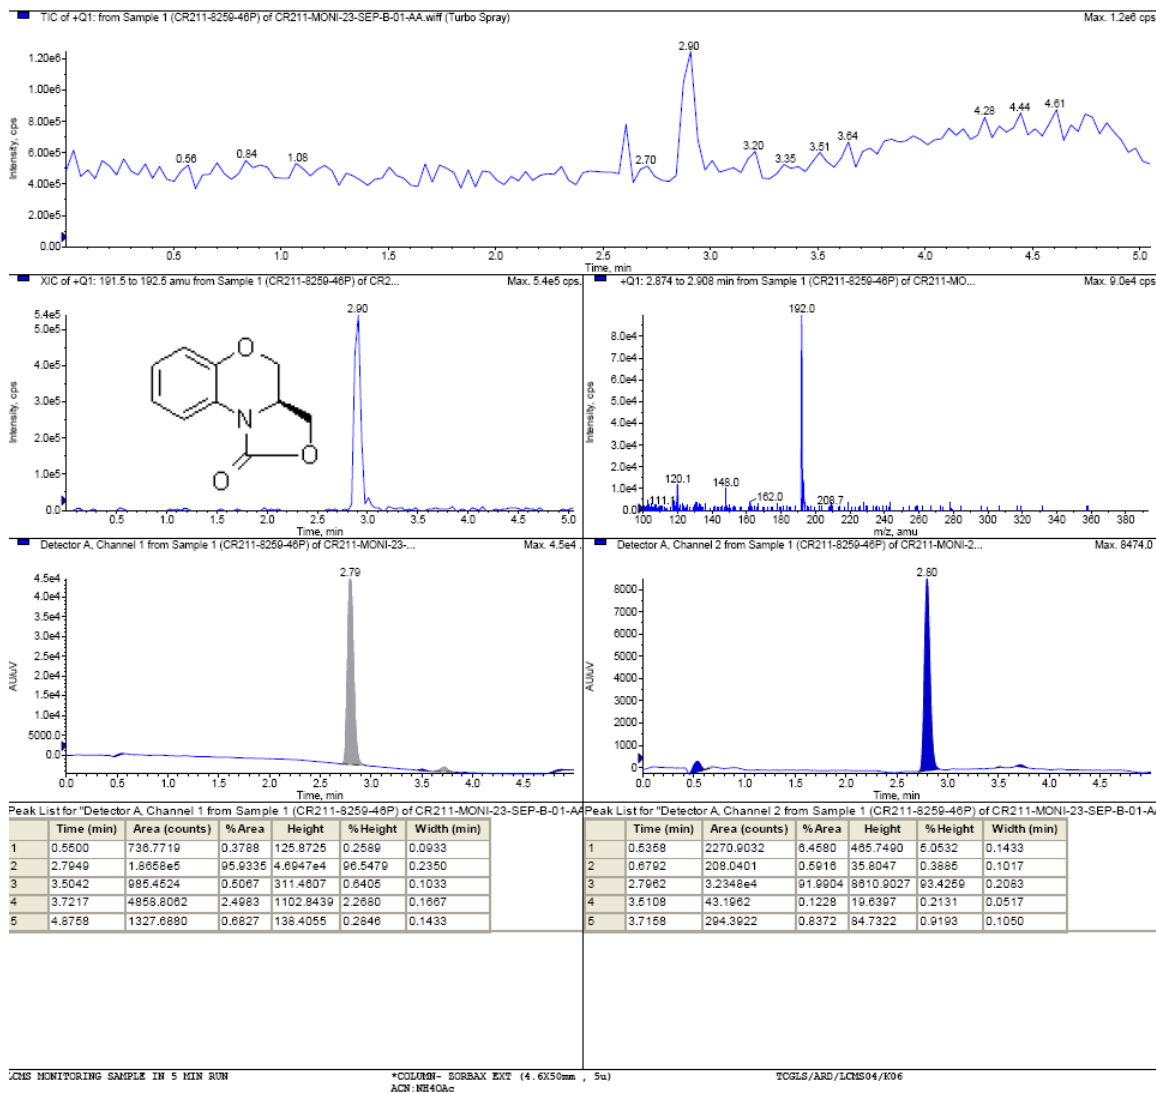 TIC of +Q1: from Sample 1 (CR211-8259-46P) of CR211-MONI-23-SEP-B-01-AA.wiff (Turbo Spray) Max. 1.2e6 cps
Intensity, cps
1.20e6
1.00e6
8.00e5
6.00e5
4.00e5
2.00e5
0.00
0.56 0.84 1.08 2.70 2.90 3.20 3.35 3.51 3.64 4.28 4.44 4.61
0.5 1.0 1.5 2.0 2.5 3.0 3.5 4.0 4.5 5.0
Time, min
XIC of +Q1: 191.5 to 192.5 amu from Sample 1 (CR211-8259-46P) of CR2... Max. 5.4e5 cps.
Intensity, cps
5.4e5
5.0e5
4.0e5
3.0e5
2.0e5
1.0e5
0.0
2.90
O
N
O
O
0.5 1.0 1.5 2.0 2.5 3.0 3.5 4.0 4.5 5.0
Time, min
+Q1: 2.874 to 2.908 min from Sample 1 (CR211-8259-46P) of CR211-MO... Max. 9.0e4 cps
Intensity, cps
8.0e4
7.0e4
6.0e4
5.0e4
4.0e4
3.0e4
2.0e4
1.0e4
0.0
192.0
111. 120.1 148.0 162.0 208.7
100 120 140 160 180 200 220 240 260 280 300 320 340 360 380
m/z, amu
Detector A, Channel 1 from Sample 1 (CR211-8259-46P) of CR211-MONI-23-... Max. 4.5e4 .
AU/uV
4.5e4
4.0e4
3.5e4
3.0e4
2.5e4
2.0e4
1.5e4
1.0e4
5000.0
0.0
2.79
0.0 0.5 1.0 1.5 2.0 2.5 3.0 3.5 4.0 4.5
Time, min
Detector A, Channel 2 from Sample 1 (CR211-8259-46P) of CR211-MONI-2... Max. 8474.0
AU/uV
8000
7000
6000
5000
4000
3000
2000
1000
0
2.80
0.0 0.5 1.0 1.5 2.0 2.5 3.0 3.5 4.0 4.5
Time, min
Peak List for "Detector A, Channel 1 from Sample 1 (CR211-8259-46P) of CR211-MONI-23-SEP-B-01-AA
Time (min) Area (counts) %Area Height %Height Width (min)
1 0.5500 736.7719 0.3788 125.8725 0.2589 0.0933
2 2.7949 1.8658e5 95.9335 4.6947e4 96.5479 0.2350
3 3.5042 985.4524 0.5067 311.4607 0.6405 0.1033
4 3.7217 4858.8062 2.4983 1102.8439 2.2680 0.1667
5 4.8758 1327.6880 0.6827 138.4055 0.2846 0.1433
Peak List for "Detector A, Channel 2 from Sample 1 (CR211-8259-46P) of CR211-MONI-23-SEP-B-01-A
Time (min) Area (counts) %Area Height %Height Width (min)
1 0.5358 2270.9032 6.4580 465.7490 5.0532 0.1433
2 0.6792 208.0401 0.5916 35.8047 0.3885 0.1017
3 2.7962 3.2348e4 91.9904 8610.9027 93.4259 0.2083
4 3.5108 43.1962 0.1228 19.6397 0.2131 0.0517
5 3.7158 294.3922 0.8372 84.7322 0.9193 0.1050
LCMS MONITORING SAMPLE IN 5 MIN RUN *COLUMN- ZORBAX EXT (4.6X50mm , 5u) TCGLS/ARD/LCMS04/K06
ACN:NH4OAc